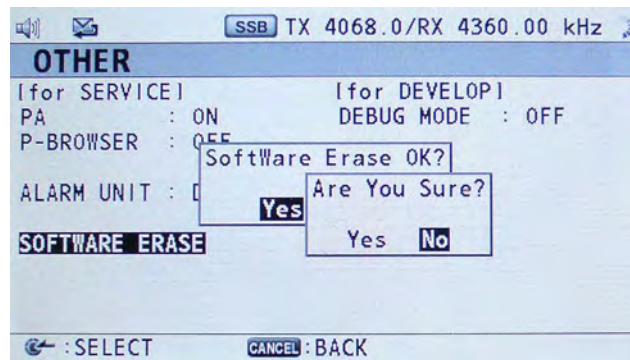 SSB TX 4068.0/RX 4360.00 kHz
OTHER
[for SERVICE] [for DEVELOP]
PA : ON DEBUG MODE : OFF
P-BROWSER :
SoftWare Erase OK?
ALARM UNIT :
Yes
Are You Sure?
Yes No
SOFTWARE ERASE
:SELECT CANCEL :BACK